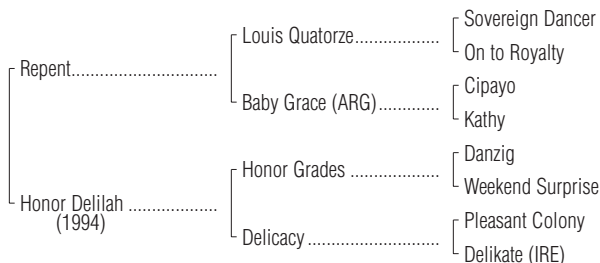 Sovereign Dancer
Louis Quatorze...................
On to Royalty
Repent.................................
Cipayo
Baby Grace (ARG)..............
Kathy
Danzig
Honor Grades ....................
Weekend Surprise
Honor Delilah ....................
(1994)
Pleasant Colony
Delicacy..............................
Delikate (IRE)